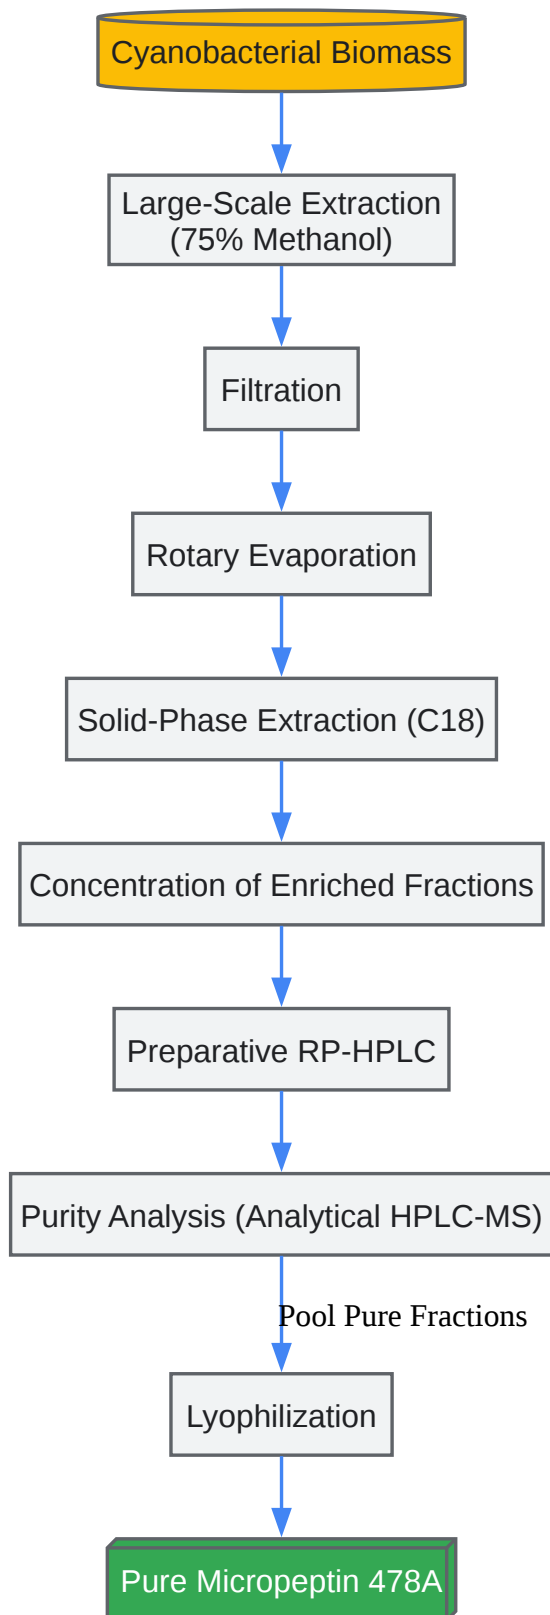 Cyanobacterial Biomass
Large-Scale Extraction
(75% Methanol)
Filtration
Rotary Evaporation
Solid-Phase Extraction (C18)
Concentration of Enriched Fractions
Preparative RP-HPLC
Purity Analysis (Analytical HPLC-MS)
Pool Pure Fractions
Lyophilization
Pure Micropeptin 478A